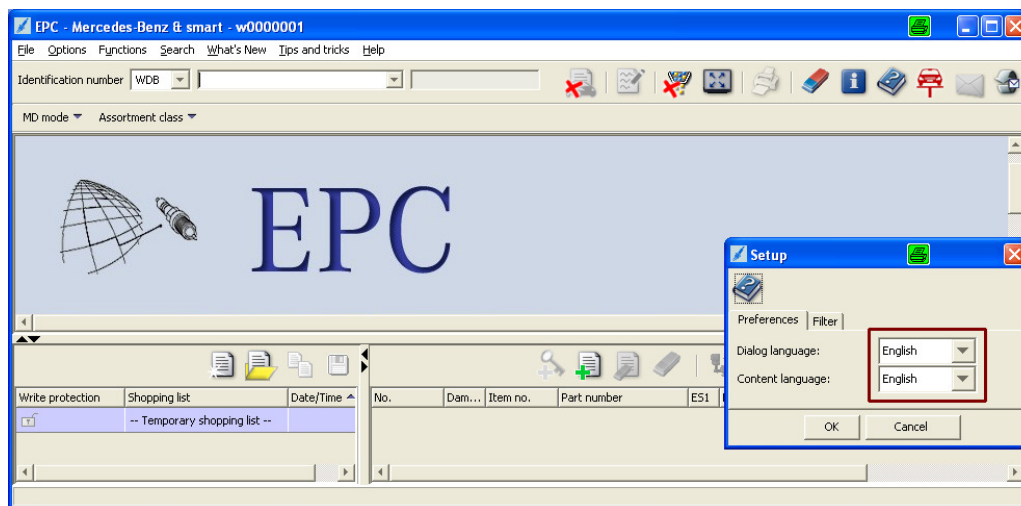 EPC - Mercedes-Benz & smart - w0000001
File Options Functions Search What's New Tips and tricks Help
Identification number WDB
MD mode Assortment class
EPC
Setup
Preferences Filter
Dialog language: English
Content language: English
OK Cancel
Write protection Shopping list Date/Time No. Dam... Item no. Part number ES1
-- Temporary shopping list --